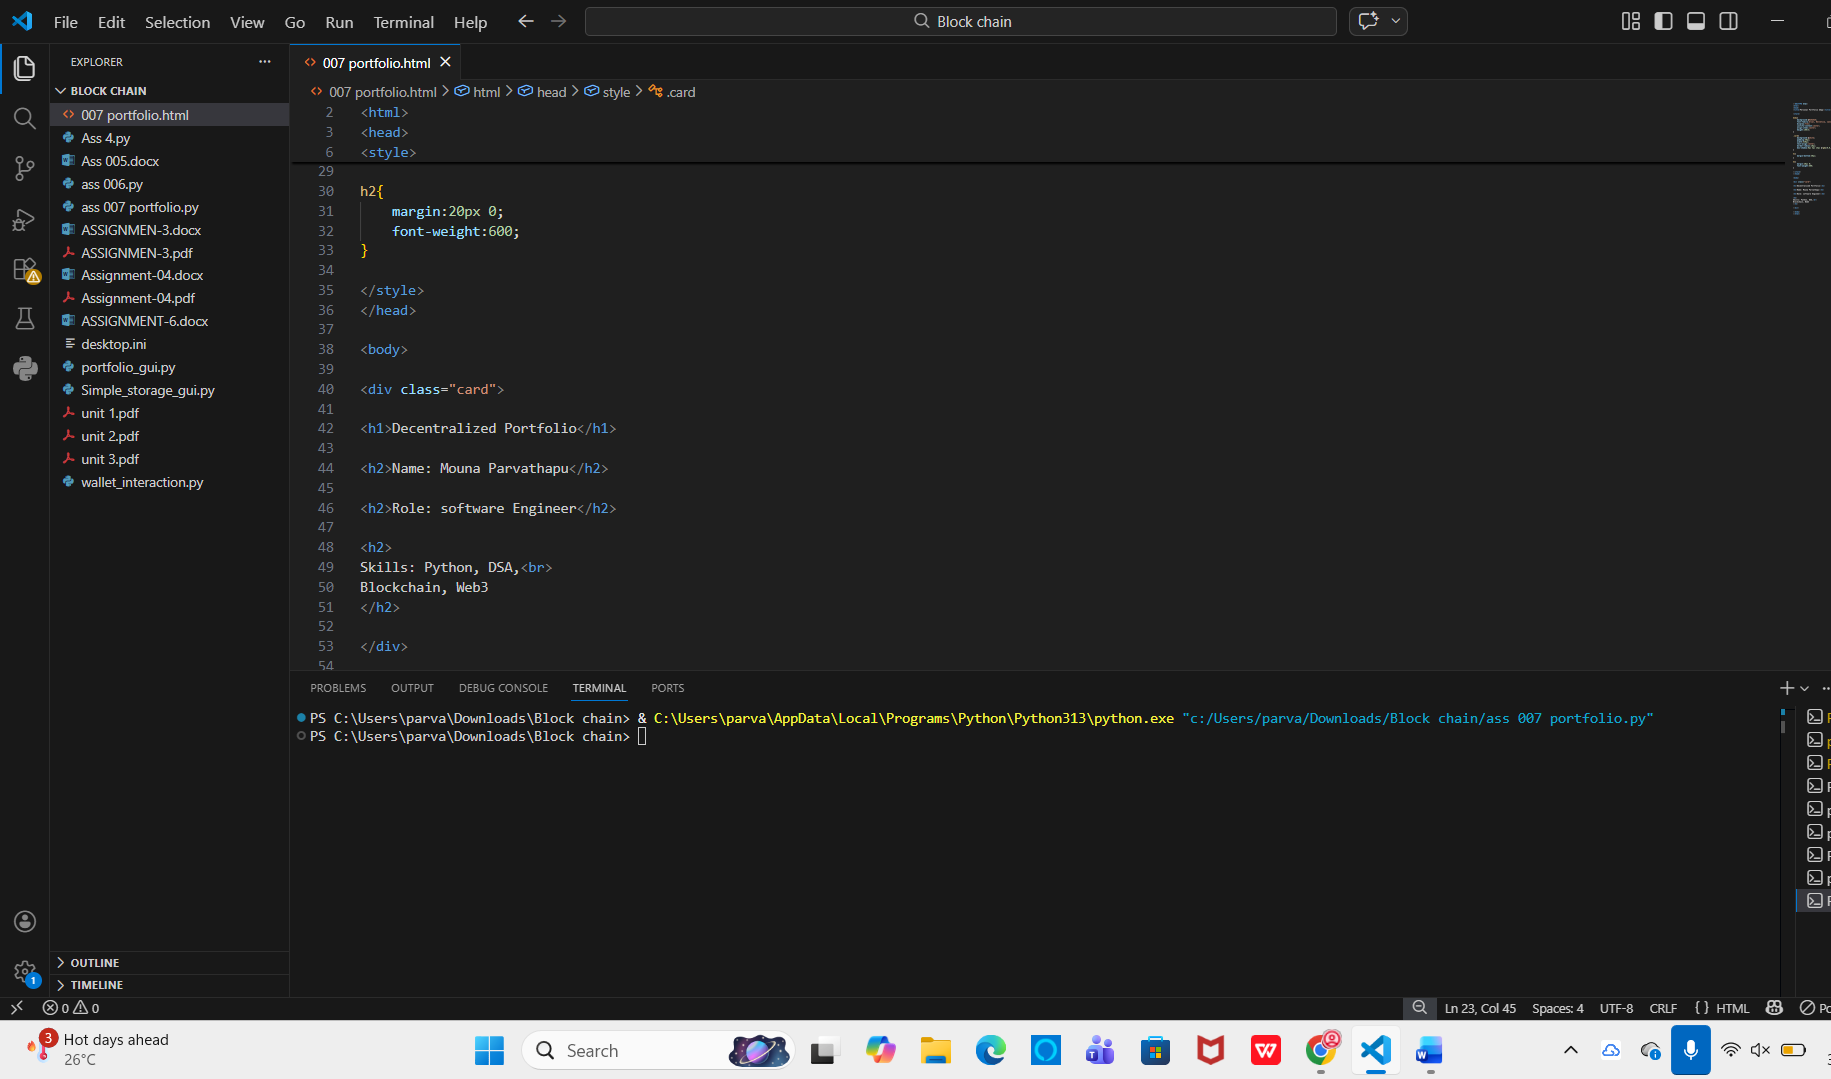 File Edit Selection View Go Run Terminal Help
Block chain
EXPLORER
BLOCK CHAIN
007 portfolio.html
Ass 4.py
Ass 005.docx
ass 006.py
ass 007 portfolio.py
ASSIGNMEN-3.docx
ASSIGNMEN-3.pdf
Assignment-04.docx
Assignment-04.pdf
ASSIGNMENT-6.docx
desktop.ini
portfolio_gui.py
Simple_storage_gui.py
unit 1.pdf
unit 2.pdf
unit 3.pdf
wallet_interaction.py
OUTLINE
TIMELINE
007 portfolio.html
007 portfolio.html > html > head > style > .card
2 <html>
3 <head>
6 <style>
29
30 h2{
31 margin:20px 0;
32 font-weight:600;
33 }
34
35 </style>
36 </head>
37
38 <body>
39
40 <div class="card">
41
42 <h1>Decentralized Portfolio</h1>
43
44 <h2>Name: Mouna Parvathapu</h2>
45
46 <h2>Role: software Engineer</h2>
47
48 <h2>
49 Skills: Python, DSA,<br>
50 Blockchain, Web3
51 </h2>
52
53 </div>
54
PROBLEMS OUTPUT DEBUG CONSOLE TERMINAL PORTS
PS C:\Users\parva\Downloads\Block chain> & C:\Users\parva\AppData\Local\Programs\Python\Python313\python.exe "c:/Users/parva/Downloads/Block chain/ass 007 portfolio.py"
PS C:\Users\parva\Downloads\Block chain>
1
0 0
Ln 23, Col 45 Spaces: 4 UTF-8 CRLF { } HTML
3
Hot days ahead
26°C
Search